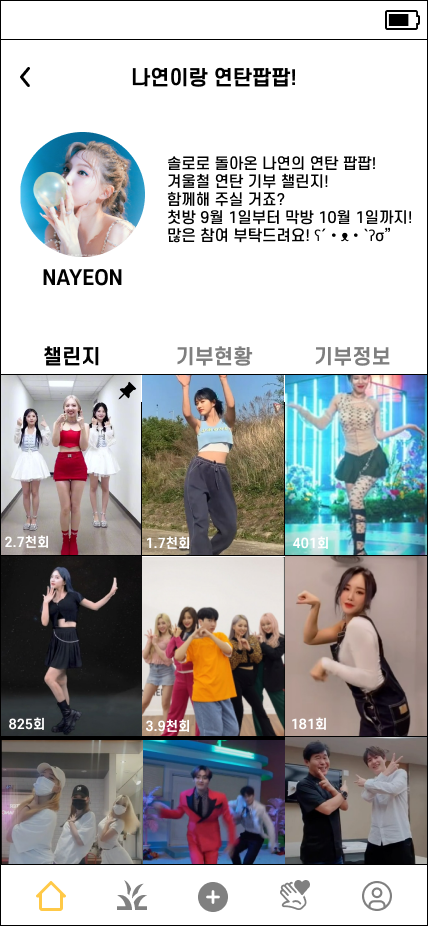 나연이랑 연탄팝팝!
솔로로 돌아온 나연의 연탄 팝팝!
겨울철 연탄 기부 챌린지!
함께해 주실 거죠?
첫방 9월 1일부터 막방 10월 1일까지!
많은 참여 부탁드려요! ʕ´•ᴥ•`ʔσ”
NAYEON
챌린지 기부현황 기부정보
2.7천회 1.7천회 401회
825회 3.9천회 181회